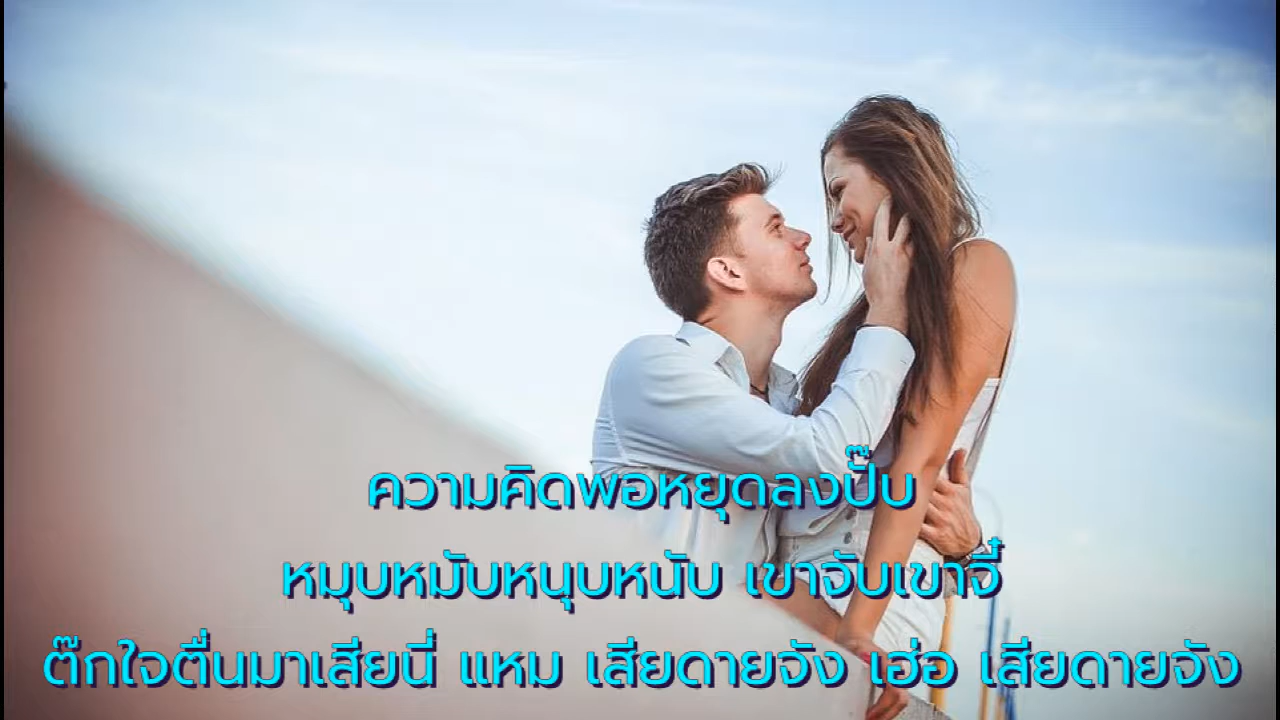 ความคิดพอหยุดลงปั๊บ
หมุบหมับหนุบหนับ เขาจับเขาจี๋
ต๊กใจตื่นมาเสียนี่ แหม เสียดายจัง เฮ่อ เสียดายจัง